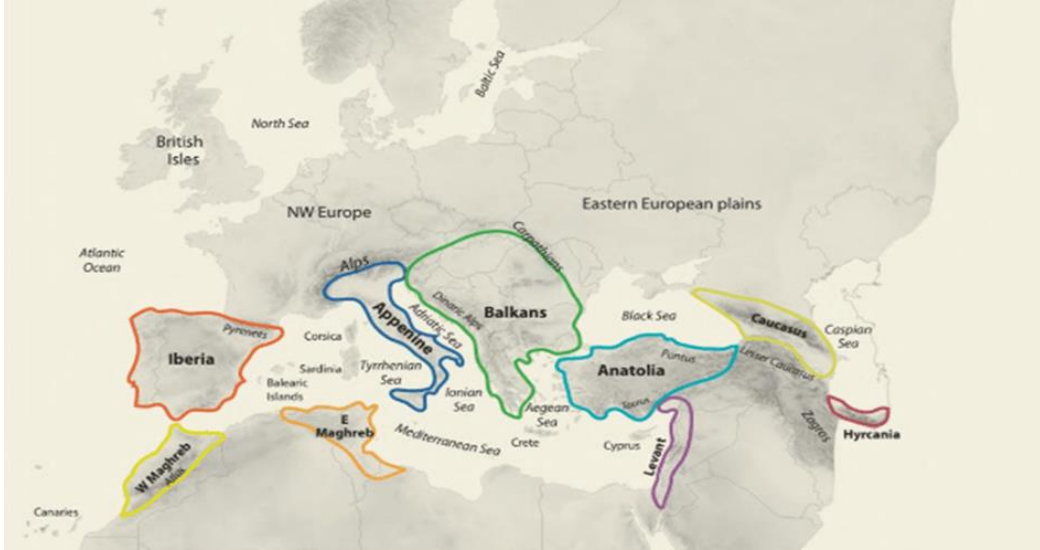 Baltic Sea
North Sea
British
Isles
Eastern European plains
NW Europe
Carpathians
Atlantic
Ocean
Alps
Dinaric Alps
Balkans
Black Sea
Caucasus
Caspian
Sea
Pyrenees
Corsica
Appenine
Adriatic Sea
Iberia
Sardinia
Tyrrhenian
Sea
Anatolia
Pontus
Lesser Caucatus
Balearic
Islands
Ionian
Sea
Aegean
Sea
Taurus
E
Maghreb
Mediterranean Sea
Crete
Cyprus
Levant
Zagros
Hyrcania
W Maghreb
Atlas
Canaries